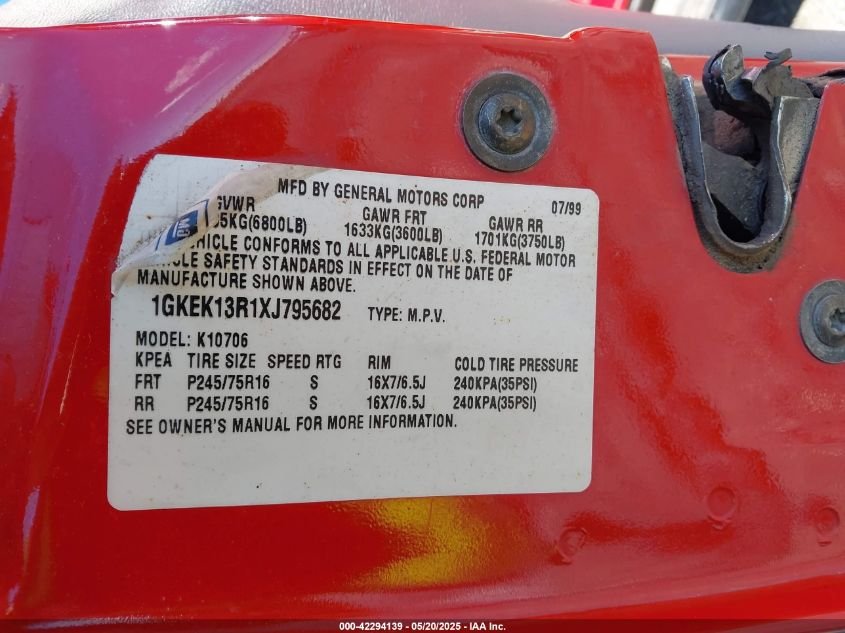 MFD BY GENERAL MOTORS CORP 07/99
GVWR GAWR FRT GAWR RR
5KG(6800LB) 1633KG(3600LB) 1701KG(3750LB)
HICLE CONFORMS TO ALL APPLICABLE U.S. FEDERAL MOTOR
CLE SAFETY STANDARDS IN EFFECT ON THE DATE OF
MANUFACTURE SHOWN ABOVE.
1GKEK13R1XJ795682 TYPE: M.P.V.
MODEL: K10706
KPEA TIRE SIZE SPEED RTG RIM COLD TIRE PRESSURE
FRT P245/75R16 S 16X7/6.5J 240KPA(35PSI)
RR P245/75R16 S 16X7/6.5J 240KPA(35PSI)
SEE OWNER'S MANUAL FOR MORE INFORMATION.
000-42294139 - 05/20/2025 - IAA Inc.